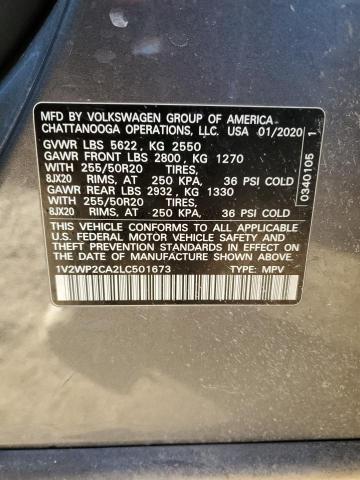 MFD BY VOLKSWAGEN GROUP OF AMERICA
CHATTANOOGA OPERATIONS, LLC. USA 01/2020
GVWR LBS 5622, KG 2550
GAWR FRONT LBS 2800, KG 1270
WITH 255/50R20 TIRES,
8JX20 RIMS, AT 250 KPA, 36 PSI COLD
GAWR REAR LBS 2932, KG 1330
WITH 255/50R20 TIRES,
8JX20 RIMS, AT 250 KPA, 36 PSI COLD
THIS VEHICLE CONFORMS TO ALL APPLICABLE
U.S. FEDERAL MOTOR VEHICLE SAFETY AND
THEFT PREVENTION STANDARDS IN EFFECT ON
THE DATE OF MANUFACTURE SHOWN ABOVE.
1V2WP2CA2LC501673 TYPE: MPV
0340105 1